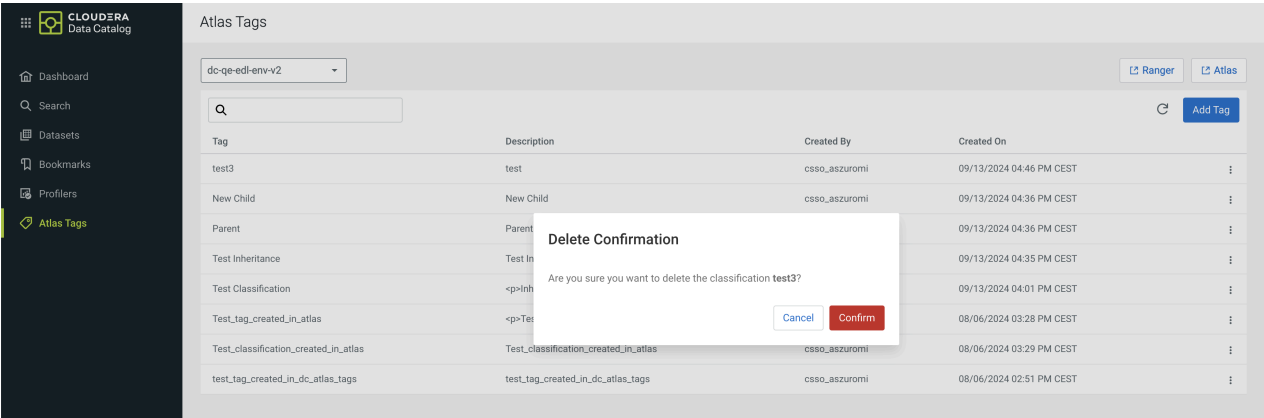 CLOUDERA
Data Catalog
Atlas Tags
Dashboard
Search
Datasets
Bookmarks
Profilers
Atlas Tags
dc-qe-edl-env-v2
Ranger Atlas
Add Tag
Tag Description Created By Created On
test3 test csso_aszuromi 09/13/2024 04:46 PM CEST
New Child New Child csso_aszuromi 09/13/2024 04:36 PM CEST
Parent Parent 09/13/2024 04:36 PM CEST
Test Inheritance Test In 09/13/2024 04:35 PM CEST
Test Classification <p>Inh 09/13/2024 04:01 PM CEST
Test_tag_created_in_atlas <p>Tes 08/06/2024 03:28 PM CEST
Test_classification_created_in_atlas Test_classification_created_in_atlas csso_aszuromi 08/06/2024 03:29 PM CEST
test_tag_created_in_dc_atlas_tags test_tag_created_in_dc_atlas_tags csso_aszuromi 08/06/2024 02:51 PM CEST
Delete Confirmation
Are you sure you want to delete the classification test3?
Cancel Confirm